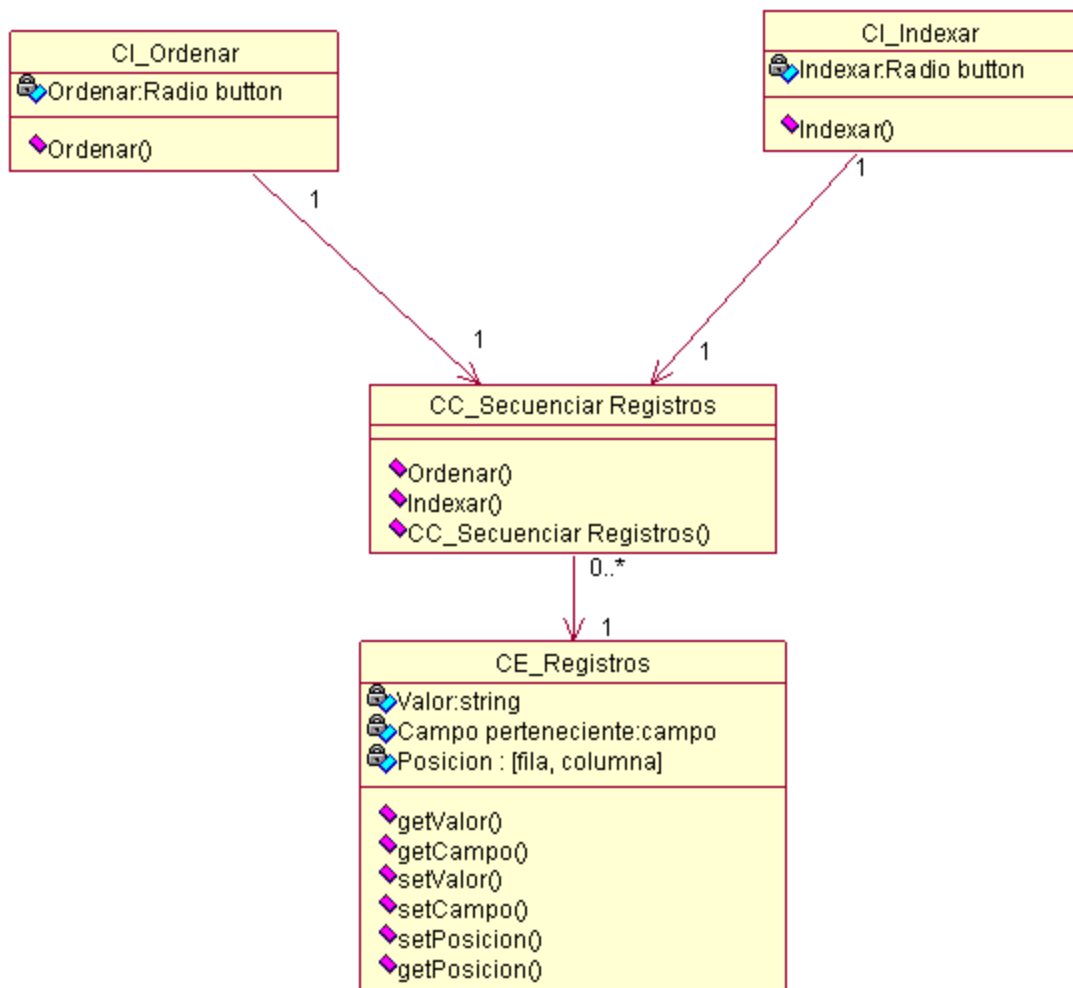 CI_Ordenar
Ordenar:Radio button
Ordenar()
CI_Indexar
Indexar:Radio button
Indexar()
1
1
1
1
CC_Secuenciar Registros
Ordenar()
Indexar()
CC_Secuenciar Registros()
0..*
1
CE_Registros
Valor:string
Campo perteneciente:campo
Posicion : [fila, columna]
getValor()
getCampo()
setValor()
setCampo()
setPosicion()
getPosicion()